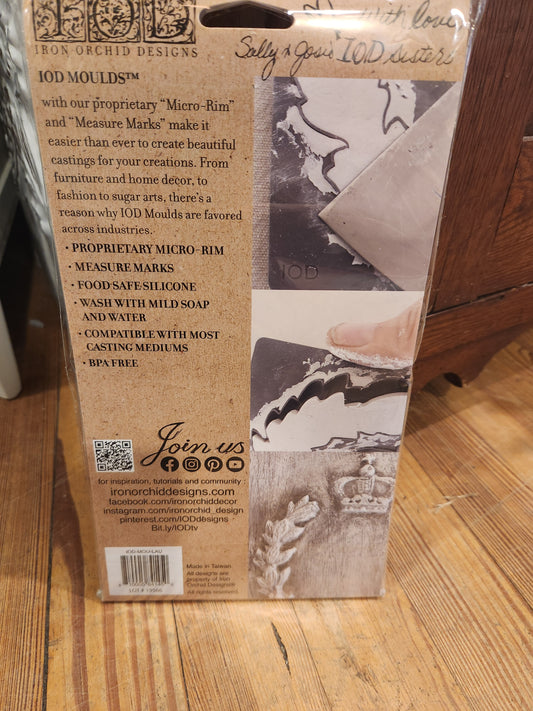 IOD
IRON ORCHID DESIGNS
with love,
Sally & Josie IOD Sisters
IOD MOULDS™
with our proprietary "Micro-Rim"
and "Measure Marks" make it
easier than ever to create beautiful
castings for your creations. From
furniture and home decor, to
fashion to sugar arts, there's a
reason why IOD Moulds are favored
across industries.
• PROPRIETARY MICRO-RIM
• MEASURE MARKS
• FOOD SAFE SILICONE
• WASH WITH MILD SOAP
AND WATER
• COMPATIBLE WITH MOST
CASTING MEDIUMS
• BPA FREE
IOD
Join us
for inspiration, tutorials and community :
ironorchiddesigns.com
facebook.com/ironorchiddecor
instagram.com/ironorchid_design
pinterest.com/IODdesigns
Bit.ly/IODtv
IOD-MOU-LAU
Made in Taiwan
All designs are
property of Iron
Orchid Designs®
All rights reserved.